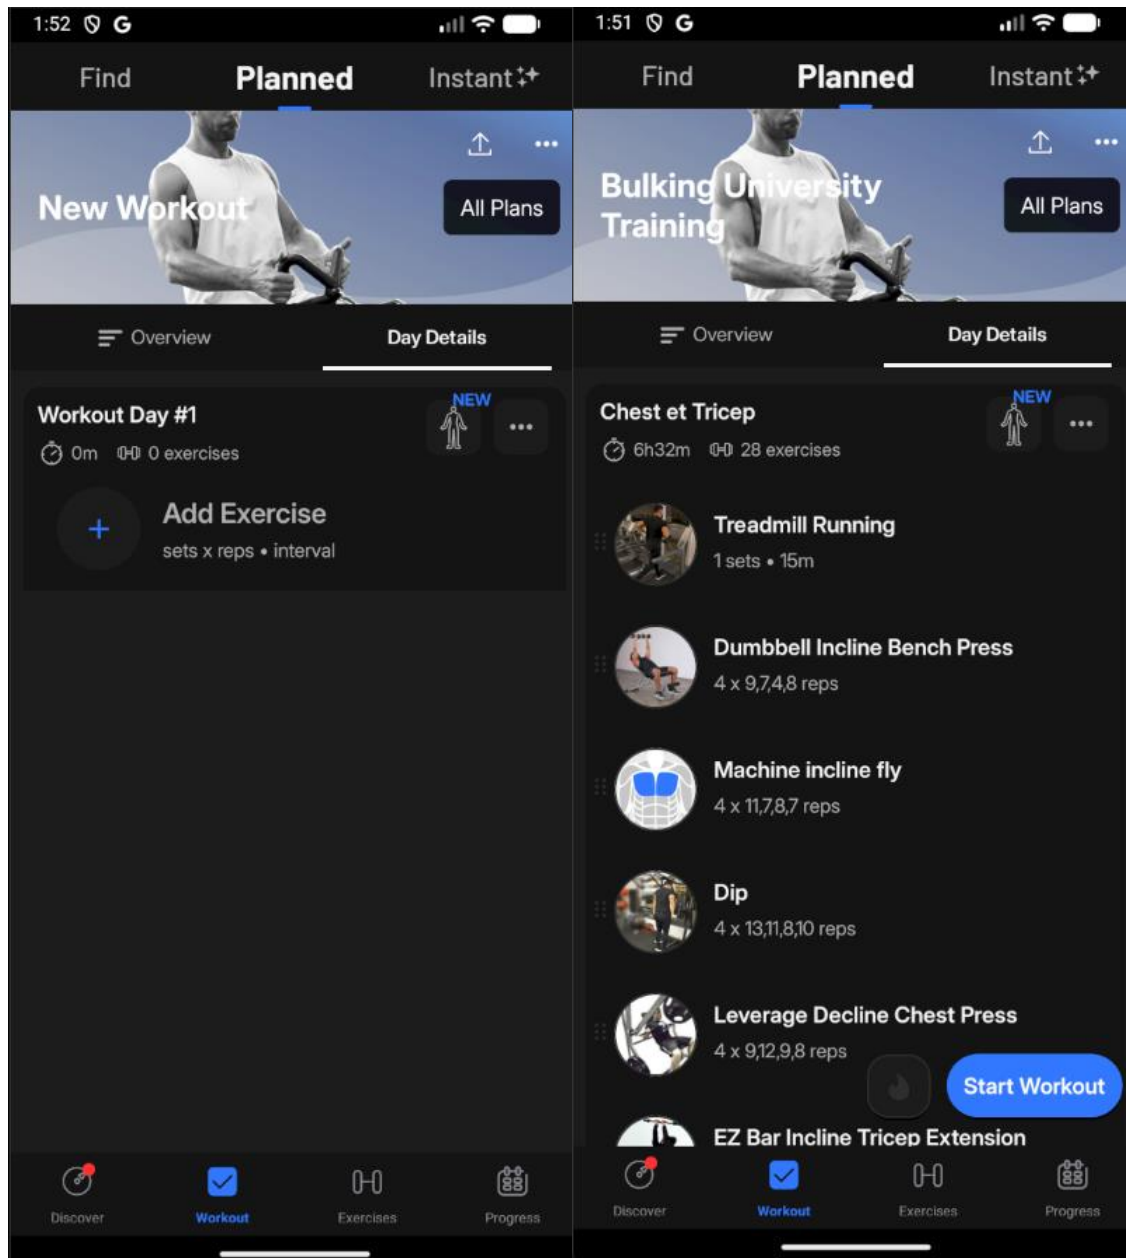 1:52 G
Find Planned Instant
New Workout
All Plans
Overview Day Details
Workout Day #1
NEW
0m 0 exercises
Add Exercise
sets x reps • interval
Discover Workout Exercises Progress
1:51 G
Find Planned Instant
Bulking University
Training
All Plans
Overview Day Details
Chest et Tricep
NEW
6h32m 28 exercises
Treadmill Running
1 sets • 15m
Dumbbell Incline Bench Press
4 x 9,7,4,8 reps
Machine incline fly
4 x 11,7,8,7 reps
Dip
4 x 13,11,8,10 reps
Leverage Decline Chest Press
4 x 9,12,9,8 reps
Start Workout
EZ Bar Incline Tricep Extension
Discover Workout Exercises Progress